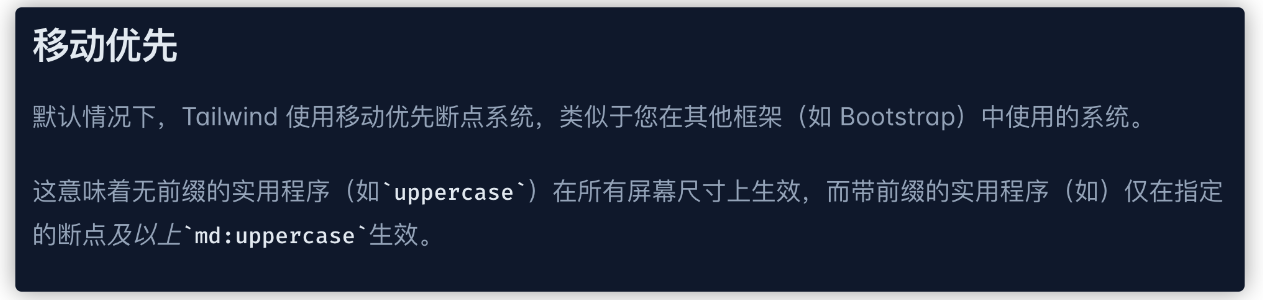 移动优先
默认情况下，Tailwind 使用移动优先断点系统，类似于您在其他框架（如 Bootstrap）中使用的系统。
这意味着无前缀的实用程序（如`uppercase`）在所有屏幕尺寸上生效，而带前缀的实用程序（如）仅在指定
的断点及以上`md:uppercase`生效。